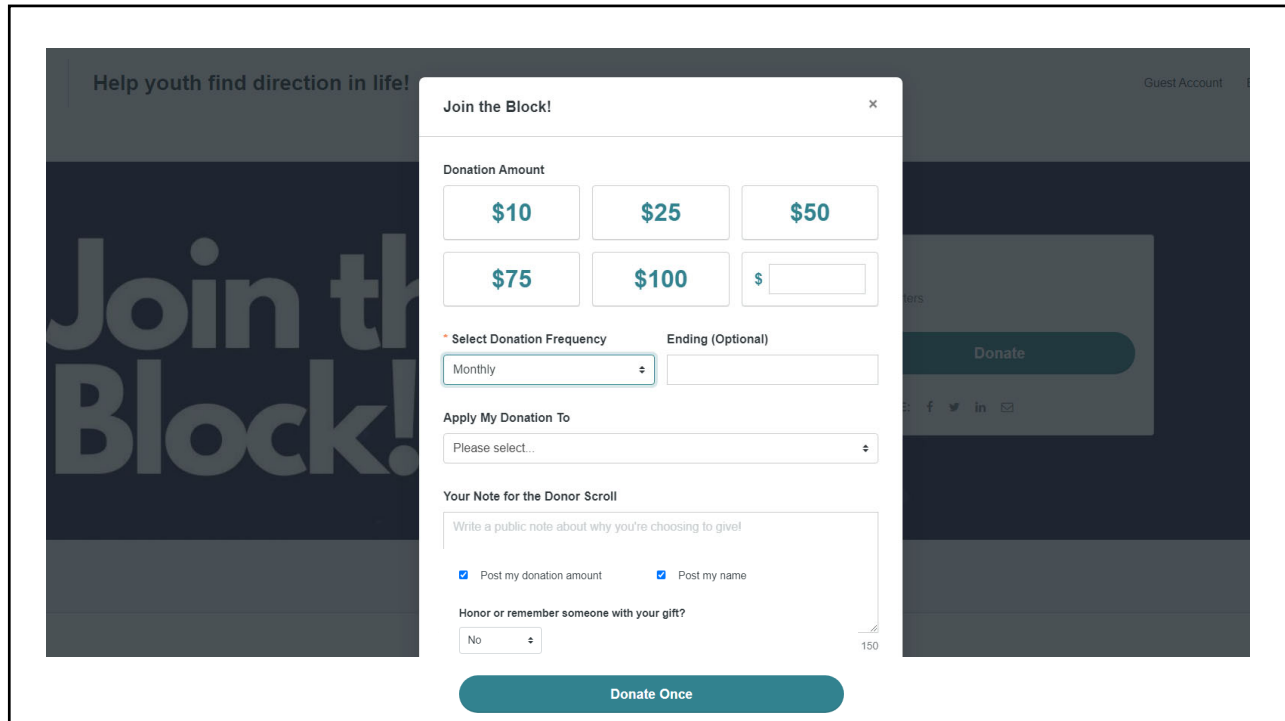 Help youth find direction in life!
Guest Account
Join the Block!
×
Donation Amount
$10 $25 $50
$75 $100 $
* Select Donation Frequency Ending (Optional)
Monthly
Apply My Donation To
Please select...
Your Note for the Donor Scroll
Write a public note about why you're choosing to give!
Post my donation amount Post my name
Honor or remember someone with your gift?
No
150
Donate Once
Join th
Block!
ters
Donate
E: